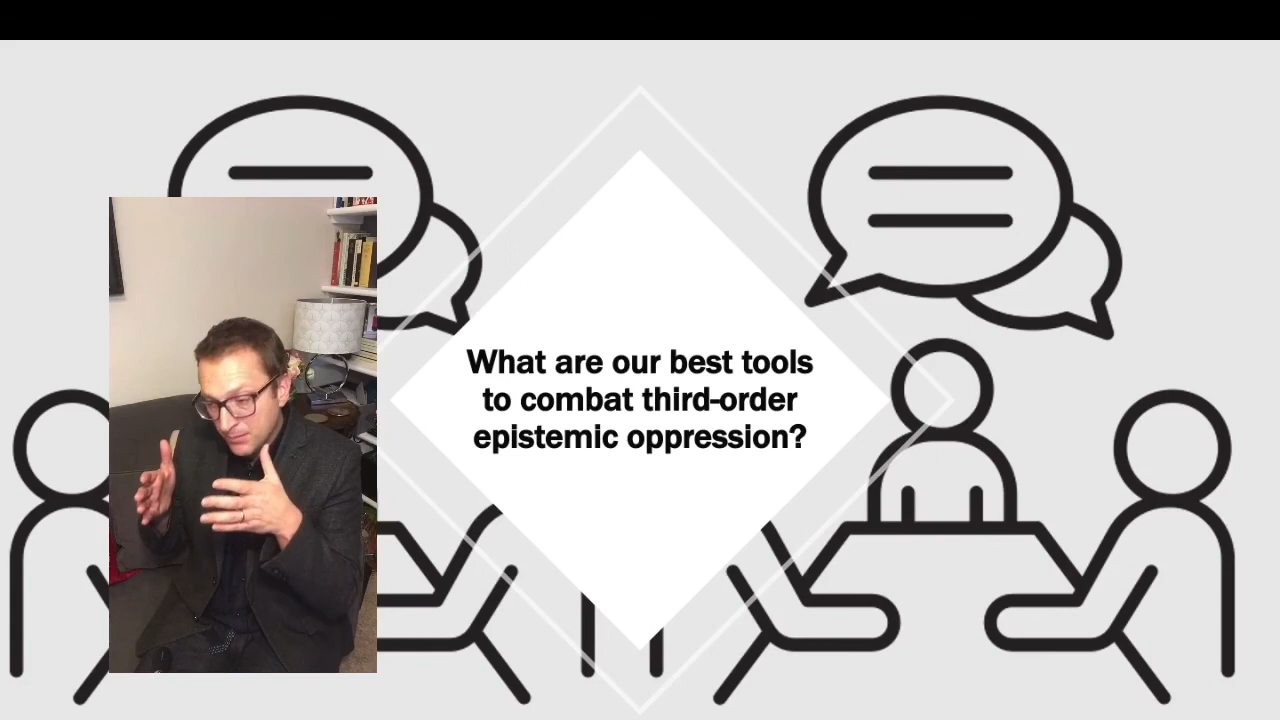 What are our best tools
to combat third-order
epistemic oppression?